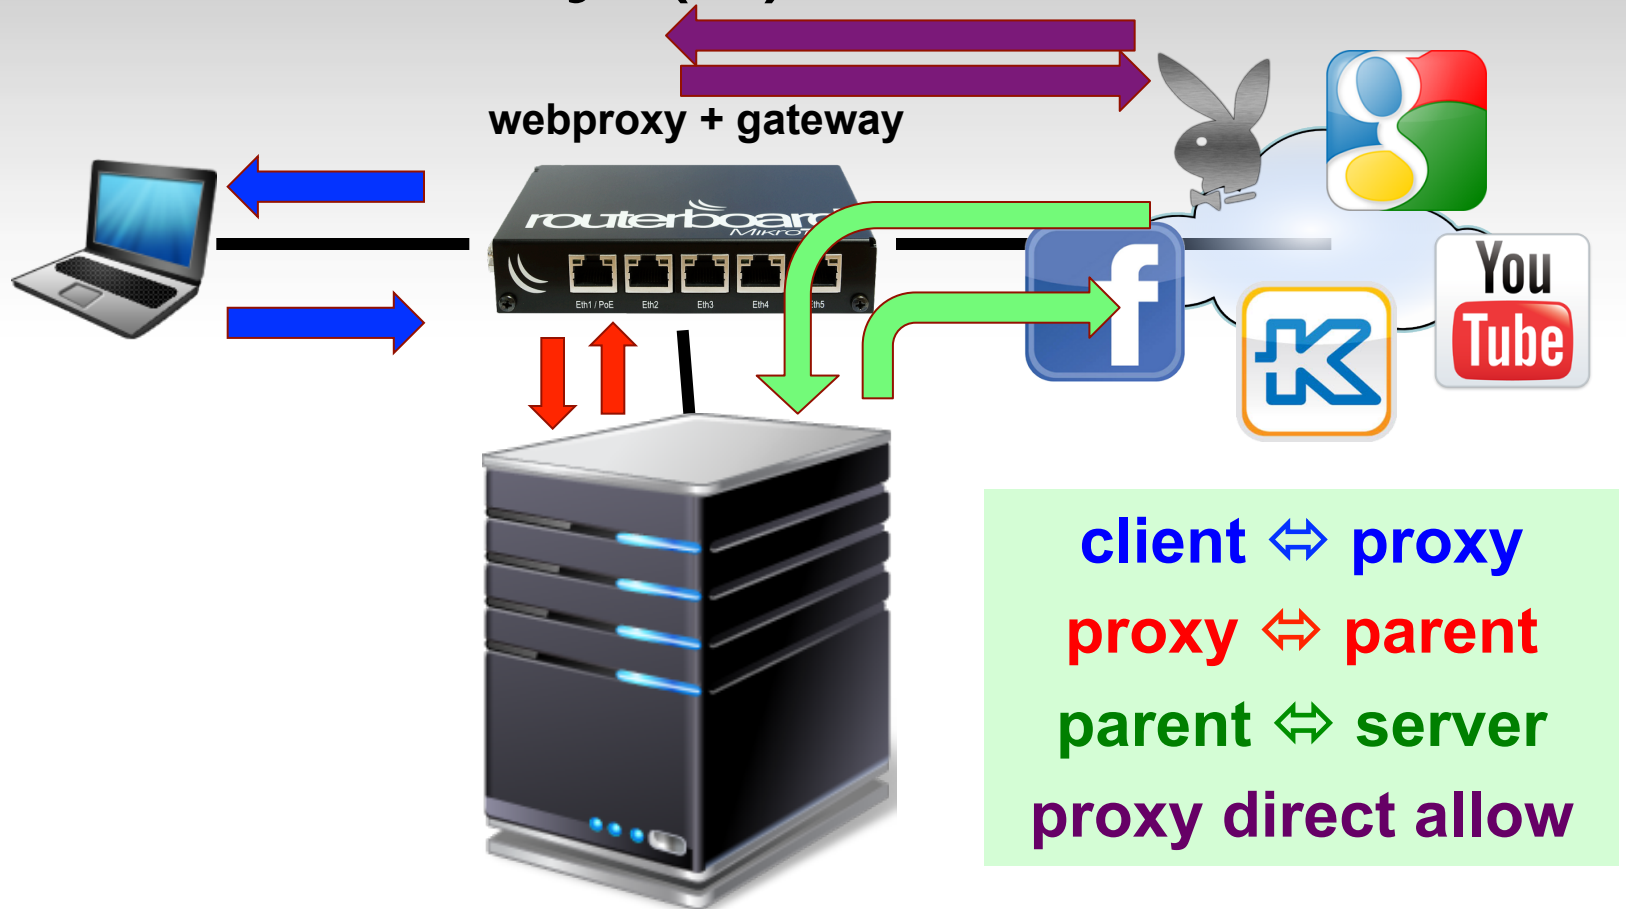 webproxy + gateway
routerboard
Eth1 / PoE Eth2 Eth3 Eth4
You
Tube
client ⬄ proxy
proxy ⬄ parent
parent ⬄ server
proxy direct allow